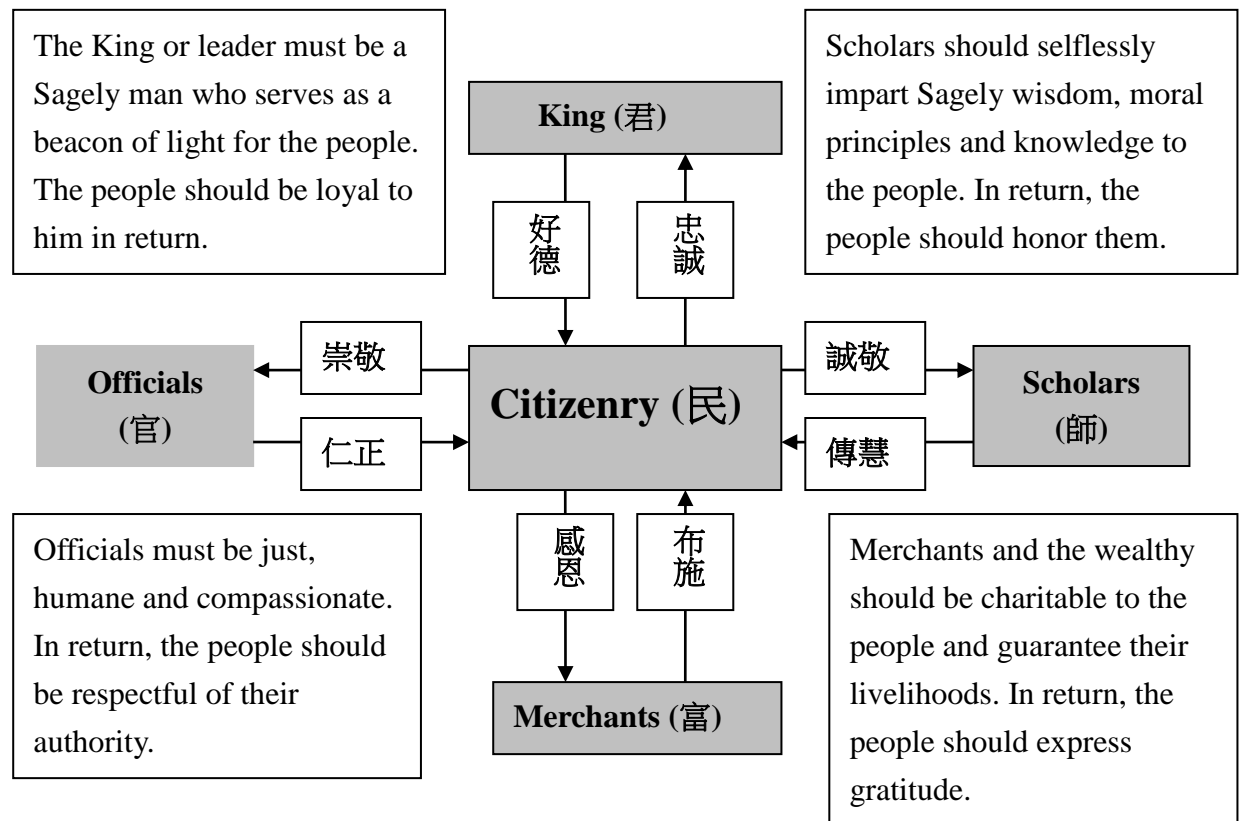 The King or leader must be a
Sagely man who serves as a
beacon of light for the people.
The people should be loyal to
him in return.
King (君)
Scholars should selflessly
impart Sagely wisdom, moral
principles and knowledge to
the people. In return, the
people should honor them.
好德
忠誠
Officials
(官)
崇敬
仁正
Citizenry (民)
誠敬
傳慧
Scholars
(師)
感恩
布施
Officials must be just,
humane and compassionate.
In return, the people should
be respectful of their
authority.
Merchants (富)
Merchants and the wealthy
should be charitable to the
people and guarantee their
livelihoods. In return, the
people should express
gratitude.